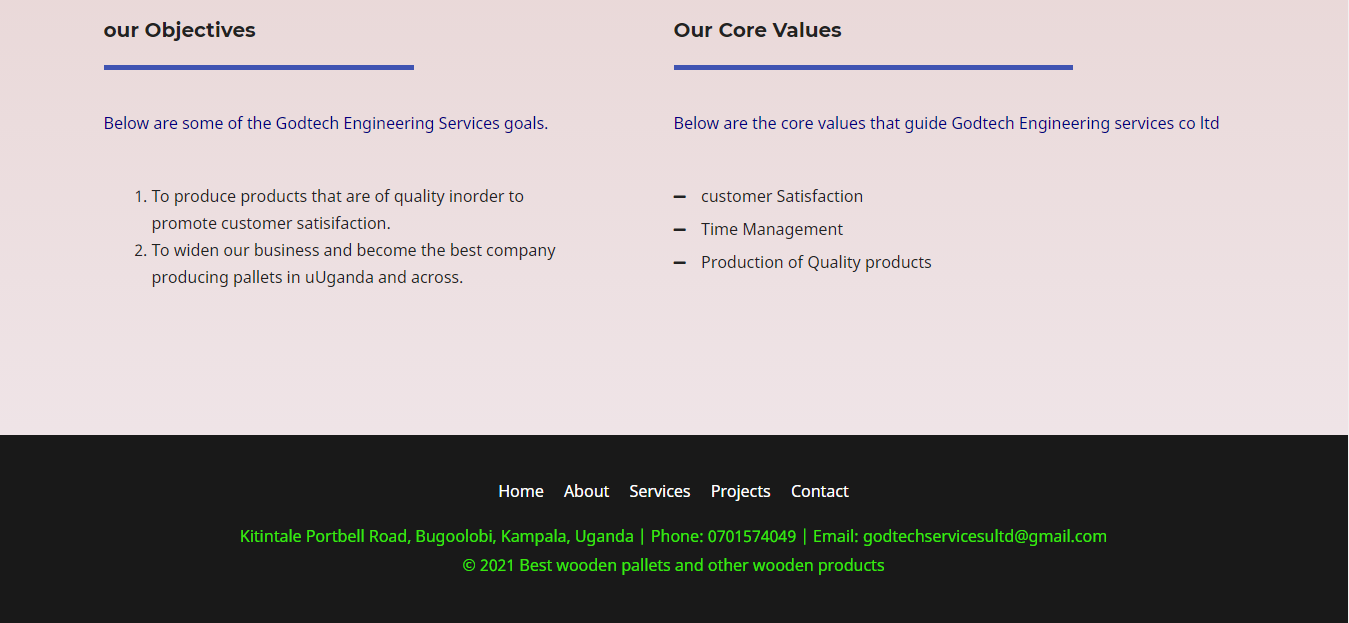 our Objectives
Below are some of the Godtech Engineering Services goals.
1. To produce products that are of quality inorder to
promote customer satisifaction.
2. To widen our business and become the best company
producing pallets in uUganda and across.
Our Core Values
Below are the core values that guide Godtech Engineering services co ltd
customer Satisfaction
Time Management
Production of Quality products
Home About Services Projects Contact
Kitintale Portbell Road, Bugoolobi, Kampala, Uganda | Phone: 0701574049 | Email: godtechservicesultd@gmail.com
© 2021 Best wooden pallets and other wooden products